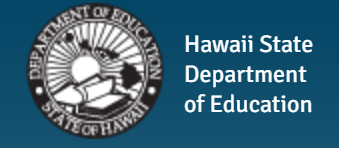 DEPARTMENT OF EDUCATION
STATE OF HAWAII
Hawaii State
Department
of Education